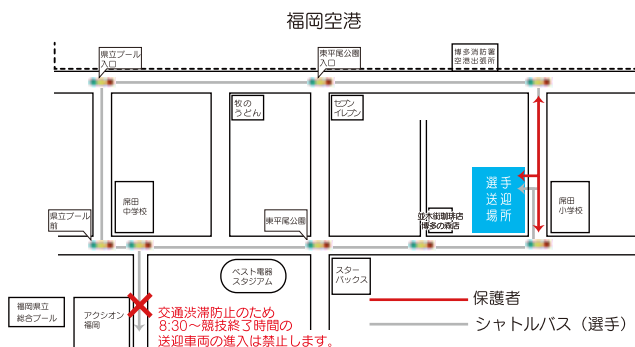 福岡空港
県立プール
入口
東平尾公園
入口
博多消防署
空港出張所
牧の
うどん
セブン
イレブン
席田
中学校
選手
送迎
場所
席田
小学校
県立プール
前
東平尾公園
並木街珈琲店
博多の森店
ベスト電器
スタジアム
スター
バックス
福岡県立
総合プール
アクシオン
福岡
交通渋滞防止のため
8:30~競技終了時間の
送迎車両の進入は禁止します。
保護者
シャトルバス（選手）